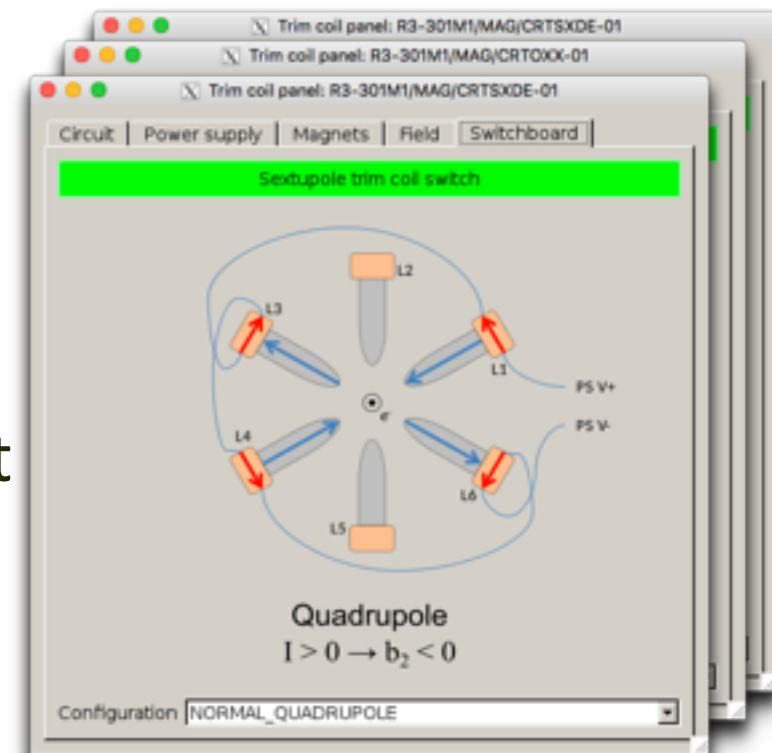 Trim coil panel: R3-301M1/MAG/CRTSXDE-01
Trim coil panel: R3-301M1/MAG/CRTOXX-01
Trim coil panel: R3-301M1/MAG/CRTSXDE-01
Circuit Power supply Magnets Field Switchboard
Sextupole trim coil switch
L2
L3
L1
PS V+
e⁻
PS V-
L4
t
L6
L5
Quadrupole
I > 0 → b₂ < 0
Configuration NORMAL_QUADRUPOLE